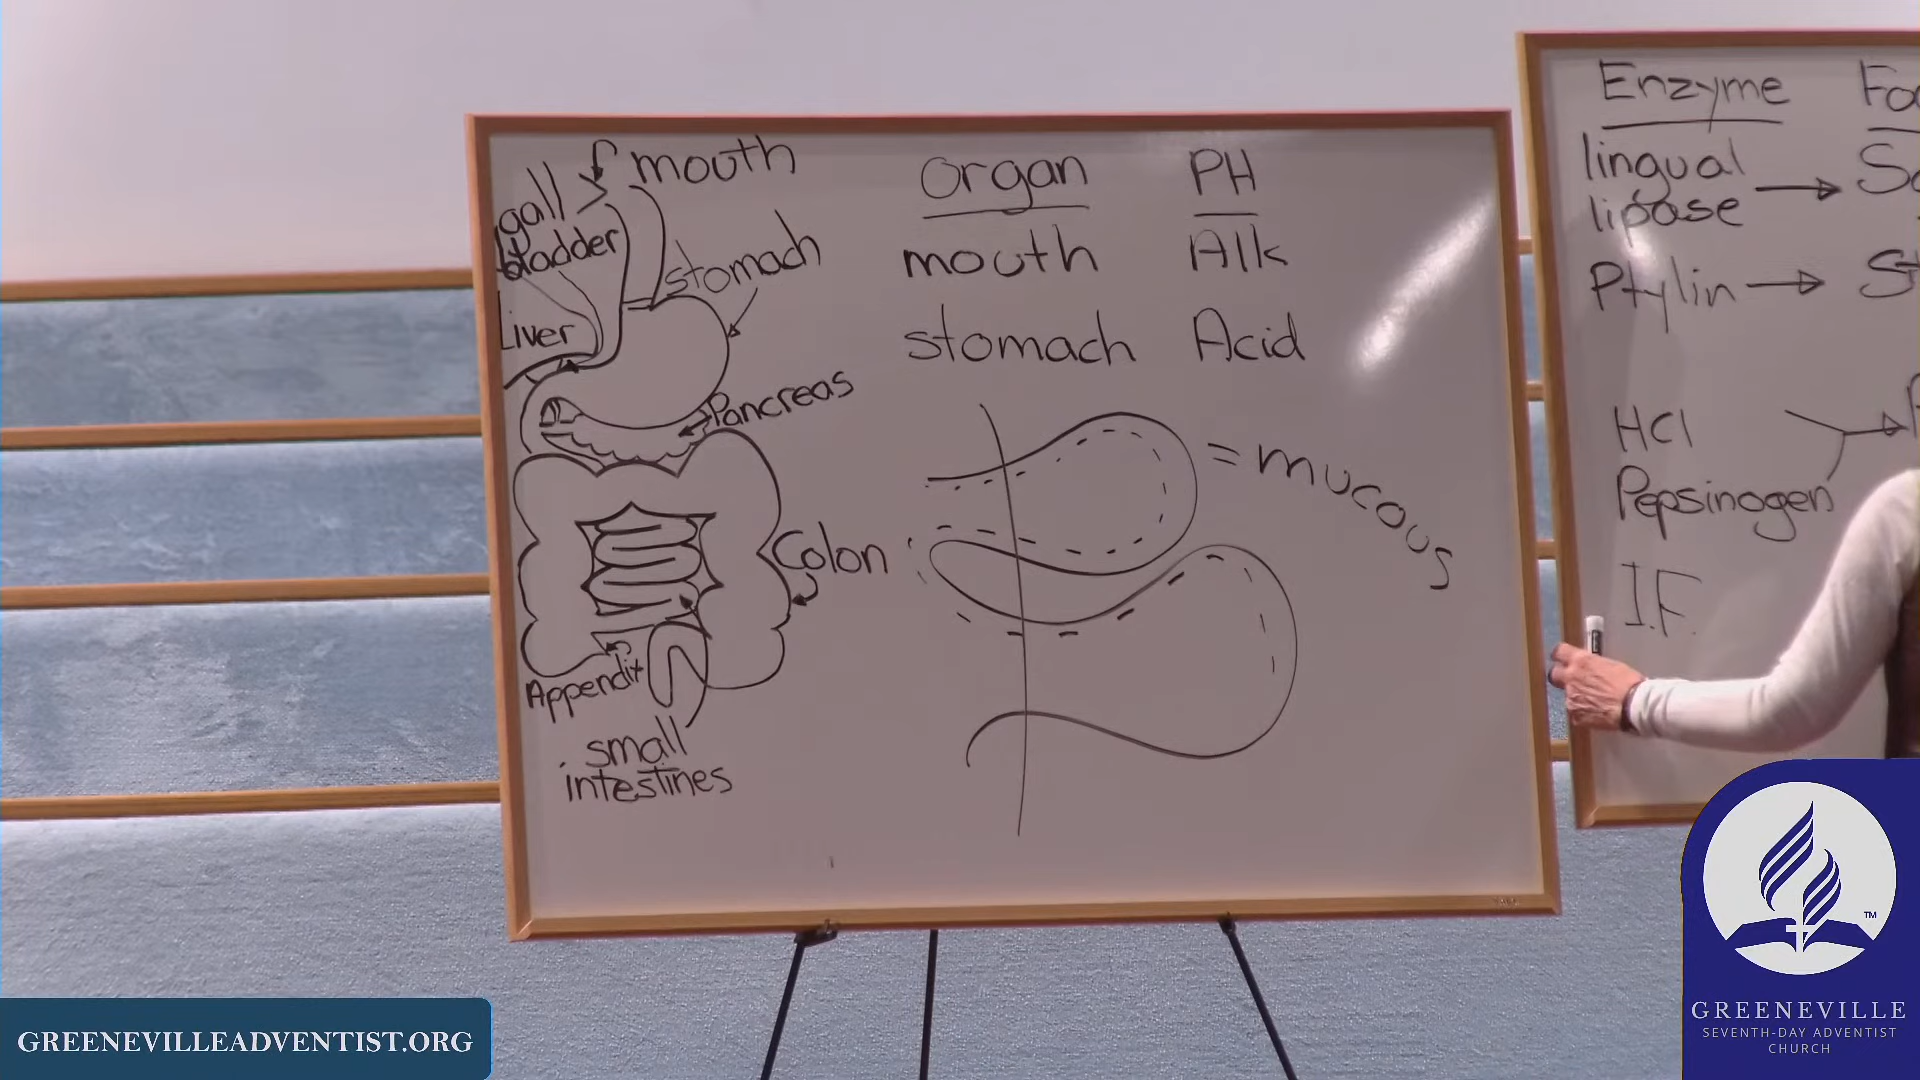 mouth
gall
bladder
stomach
Liver
Pancreas
Colon
Appendix
small
intestines
Organ PH
mouth Alk
stomach Acid
= mucous
Enzyme
lingual
lipase
Ptylin
HCl
Pepsinogen
I.F.
GREENEVILLEADVENTIST.ORG
TM
GREENEVILLE
SEVENTH-DAY ADVENTIST
CHURCH